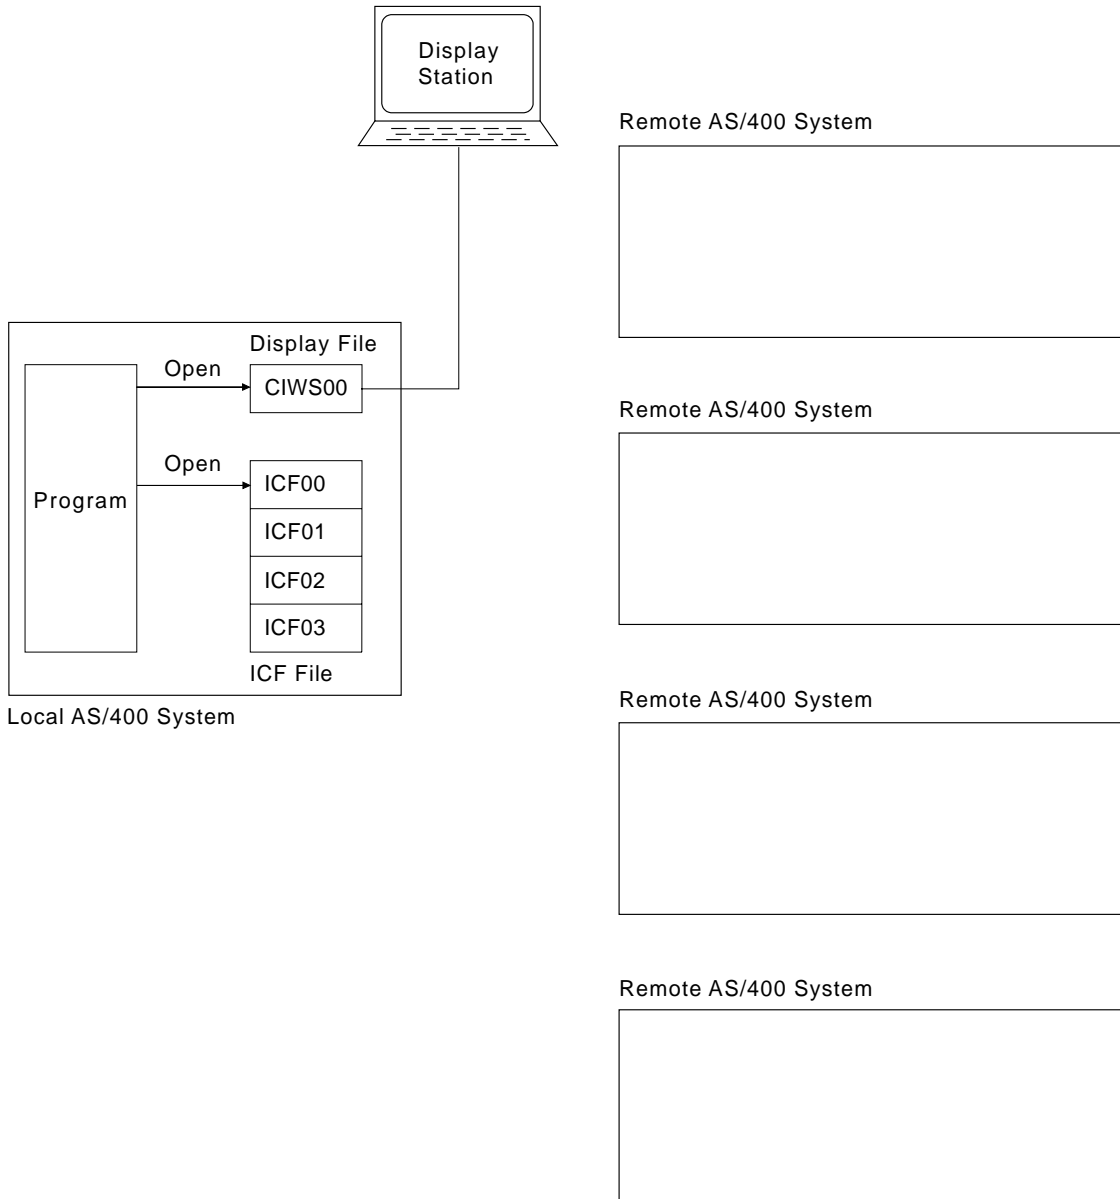 Display
Station
Remote AS/400 System
Display File
Open
CIWS00
Remote AS/400 System
Open
Program
ICF00
ICF01
ICF02
ICF03
ICF File
Local AS/400 System
Remote AS/400 System
Remote AS/400 System